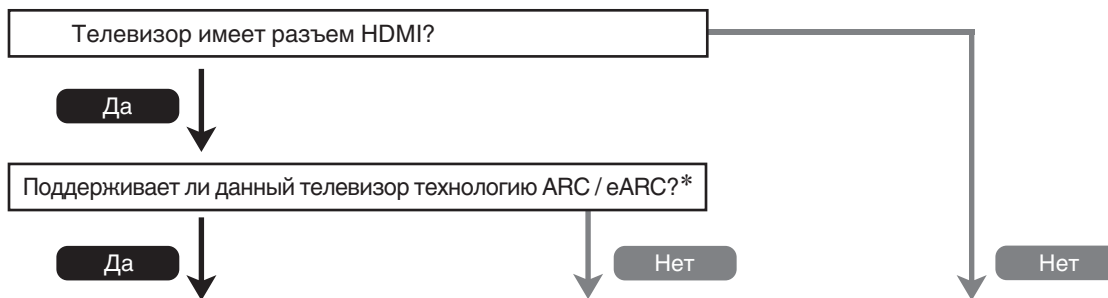 Телевизор имеет разъем HDMI?
Да
Поддерживает ли данный телевизор технологию ARC / eARC?*
Да
Нет
Нет